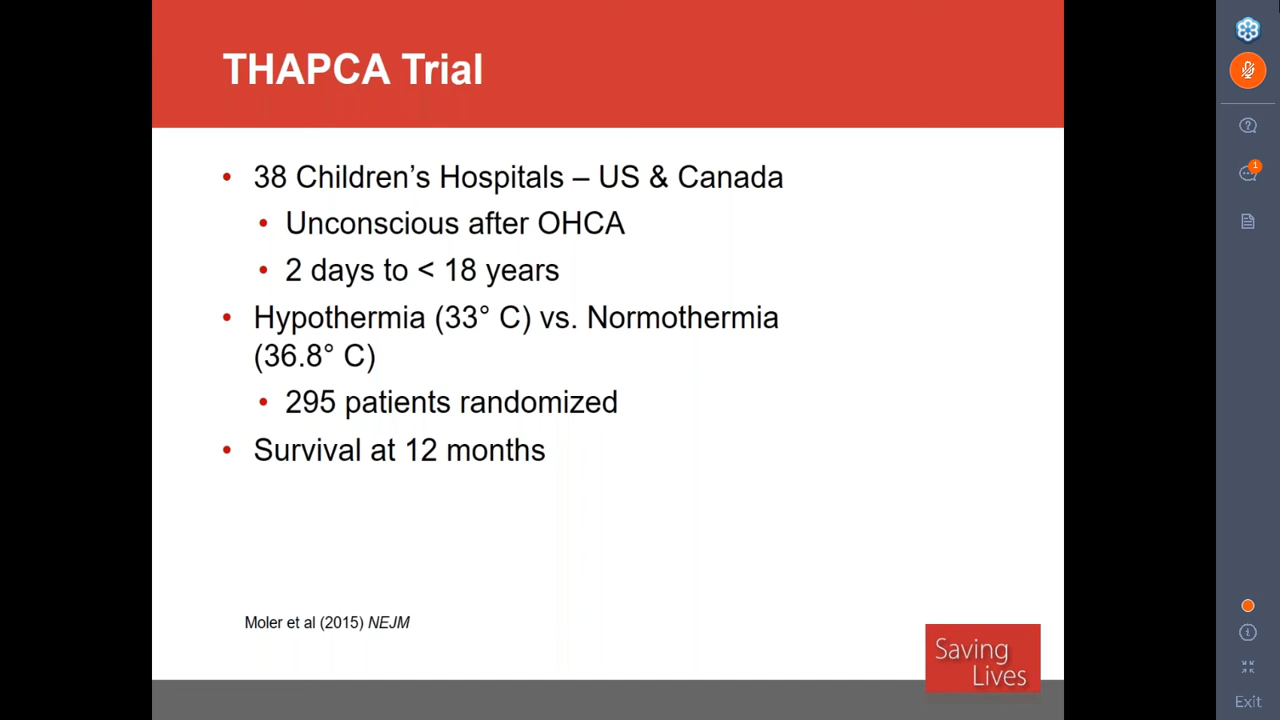 THAPCA Trial
• 38 Children's Hospitals – US & Canada
• Unconscious after OHCA
• 2 days to < 18 years
• Hypothermia (33° C) vs. Normothermia
(36.8° C)
• 295 patients randomized
• Survival at 12 months
Moler et al (2015) NEJM
Saving
Lives
1
Exit